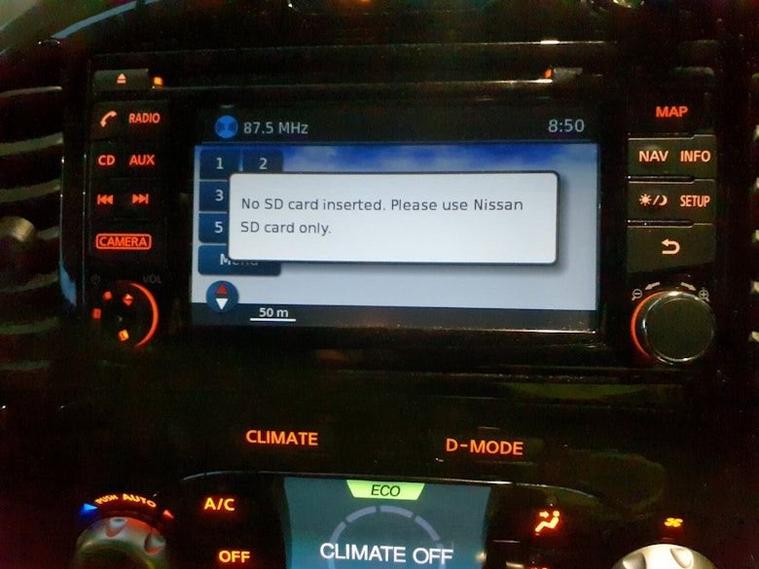 RADIO
CD AUX
CAMERA
VOL
87.5 MHz 8:50
1 2
3
5
No SD card inserted. Please use Nissan
SD card only.
50 m
MAP
NAV INFO
SETUP
CLIMATE D-MODE
PUSH AUTO
A/C
OFF
ECO
CLIMATE OFF